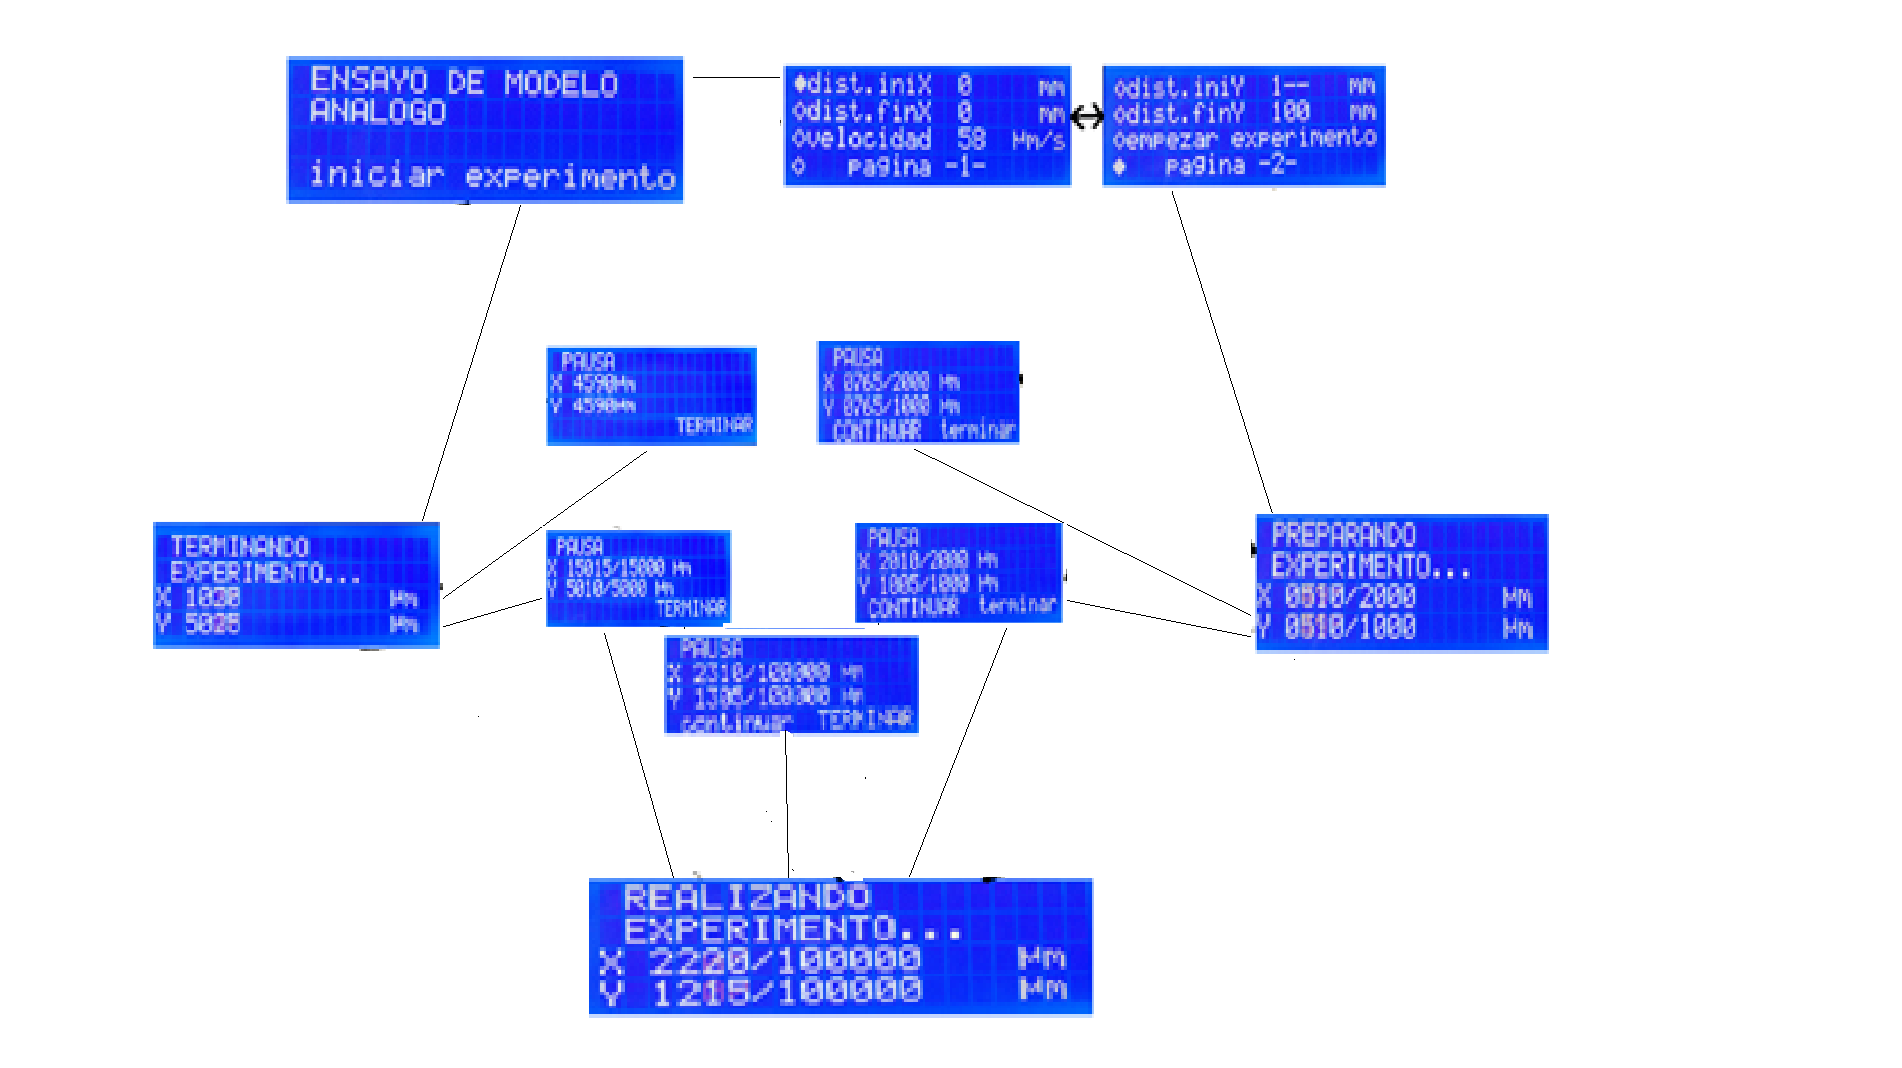 ENSAYO DE MODELO
ANALOGO
iniciar experimento
dist.iniX 0 mm
dist.finX 0 mm
velocidad 58 Mm/s
pagina -1-
dist.iniY 1-- mm
dist.finY 100 mm
empezar experimento
pagina -2-
PAUSA
X 4590Mm
Y 4590Mm
TERMINAR
PAUSA
X 0765/2000 Mm
Y 0765/1000 Mm
CONTINUAR terminar
TERMINANDO
EXPERIMENTO...
X Mm
Y Mm
PAUSA
X 15015/15000 Mm
Y 5010/5000 Mm
TERMINAR
PAUSA
X 2010/2000 Mm
Y 1005/1000 Mm
CONTINUAR terminar
PREPARANDO
EXPERIMENTO...
X 0510/2000 Mm
Y 0510/1000 Mm
PAUSA
X 2310/100000 Mm
Y 1305/100000 Mm
continuar TERMINAR
REALIZANDO
EXPERIMENTO...
X 2220/100000 Mm
Y 1215/100000 Mm